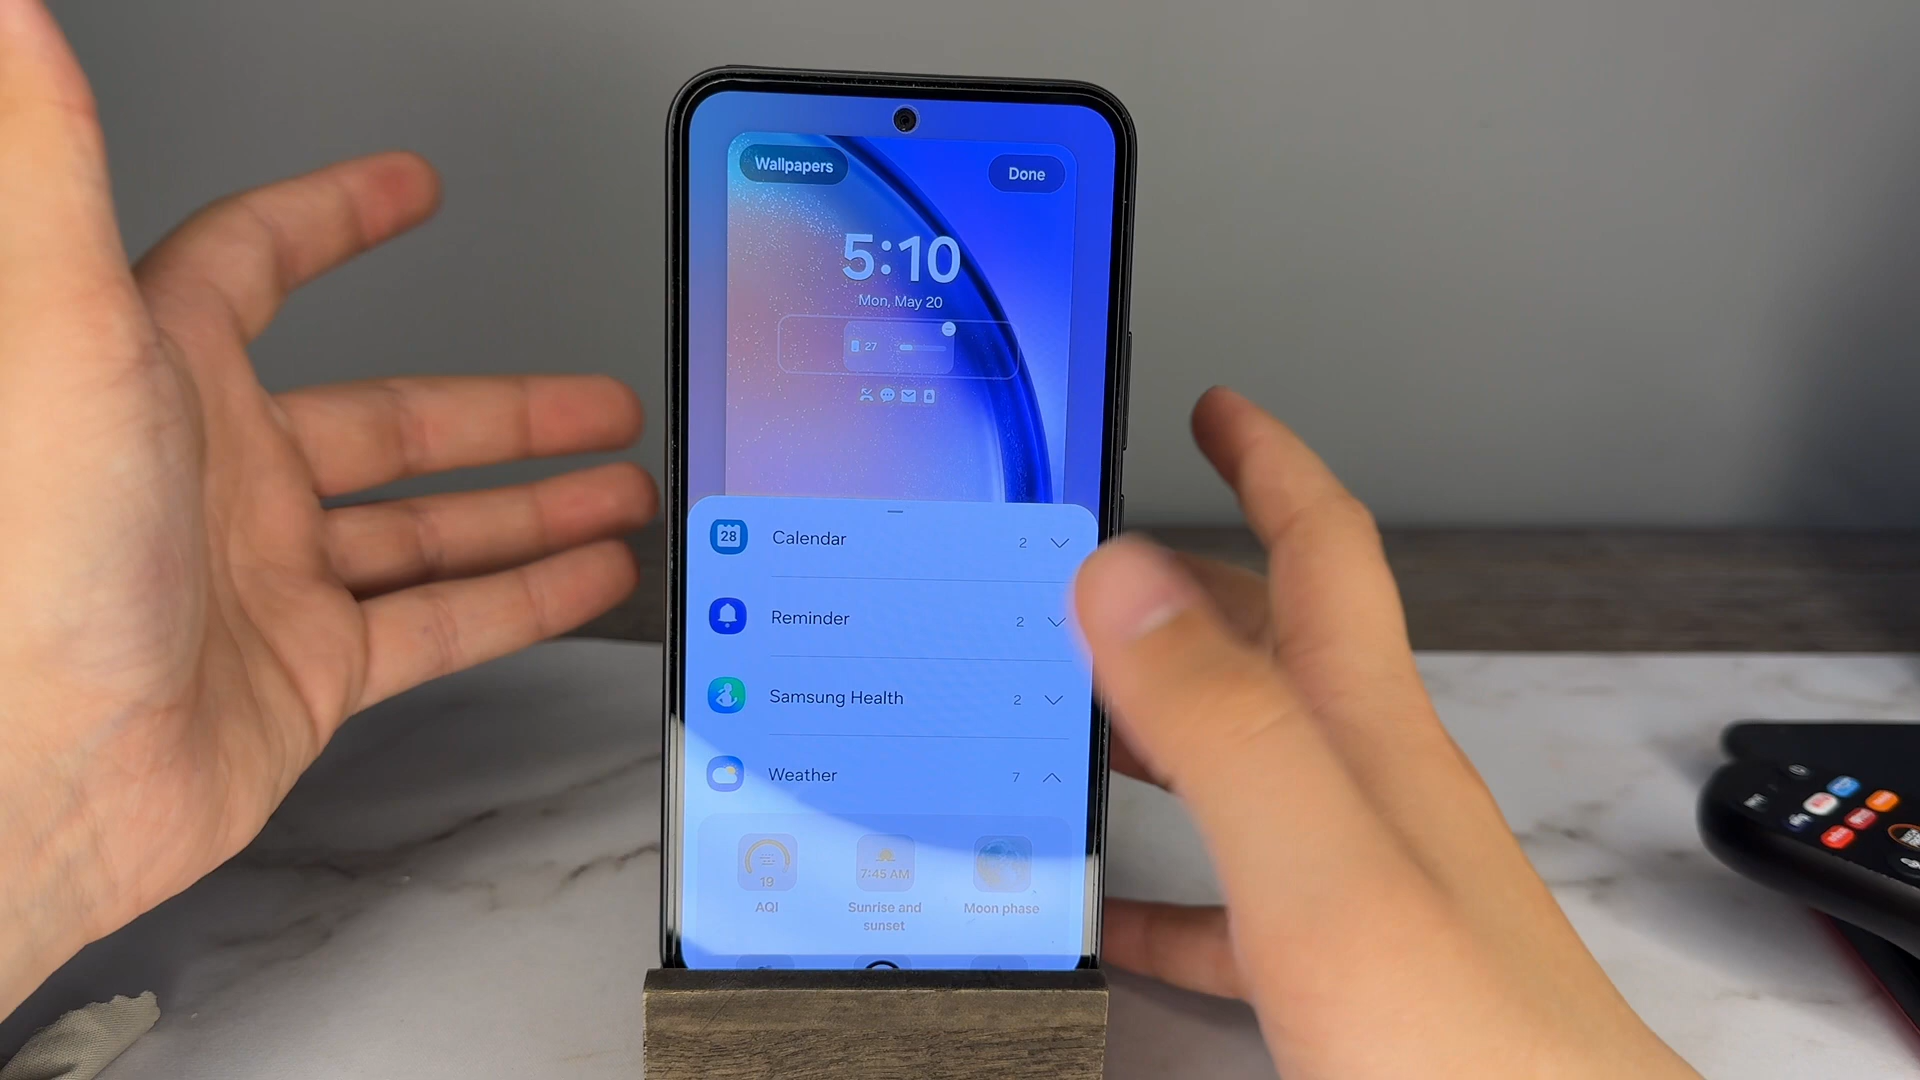 Wallpapers
Done
5:10
Mon, May 20
27
28
Calendar
2
Reminder
2
Samsung Health
2
Weather
7
19
7:45 AM
AQI
Sunrise and
sunset
Moon phase